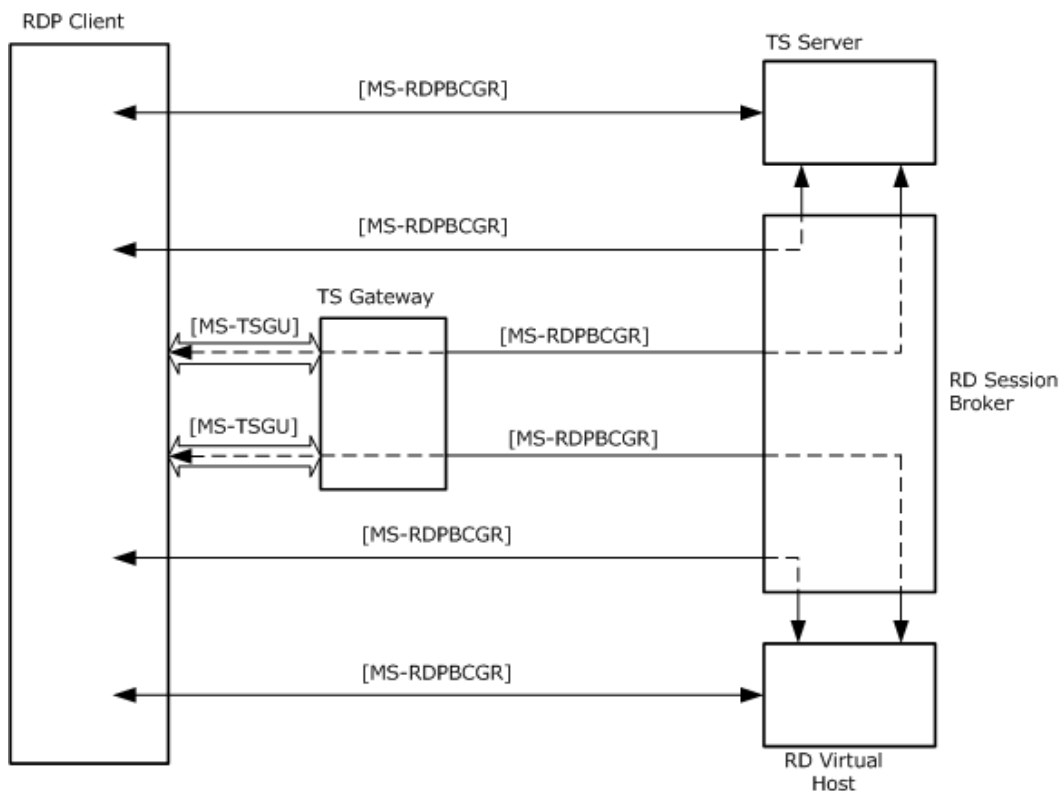 RDP Client
TS Server
[MS-RDPBCGR]
[MS-RDPBCGR]
TS Gateway
[MS-TSGU]
[MS-RDPBCGR]
RD Session
Broker
[MS-TSGU]
[MS-RDPBCGR]
[MS-RDPBCGR]
[MS-RDPBCGR]
RD Virtual
Host